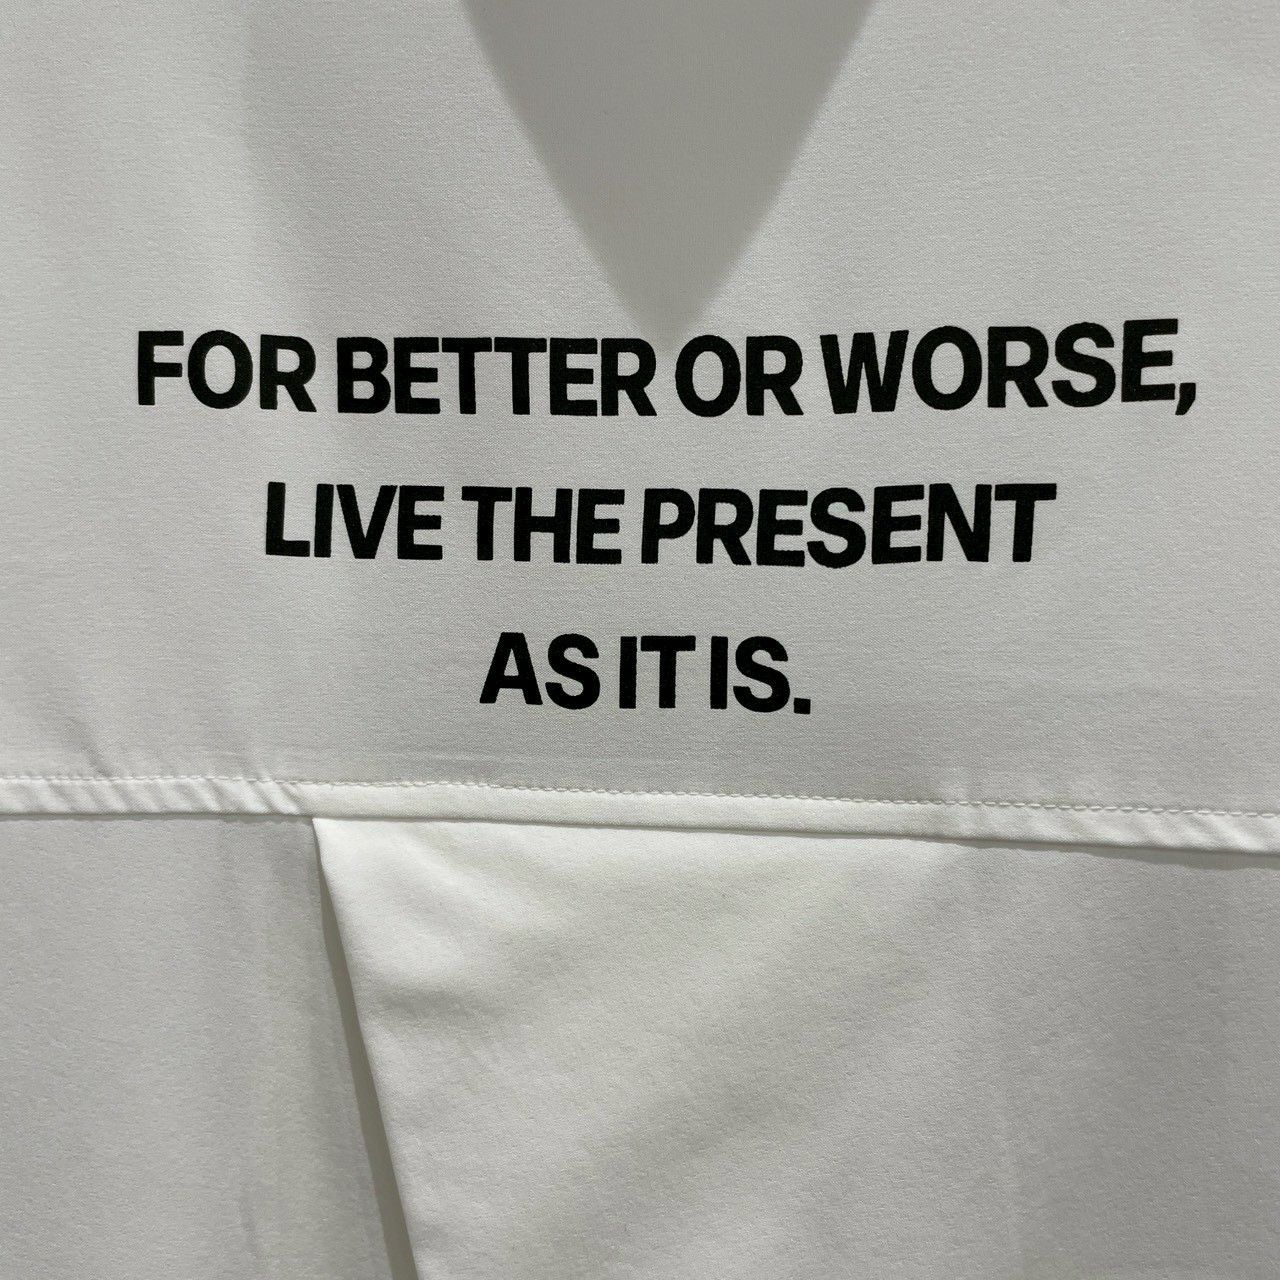 FOR BETTER OR WORSE,
LIVE THE PRESENT
AS IT IS.